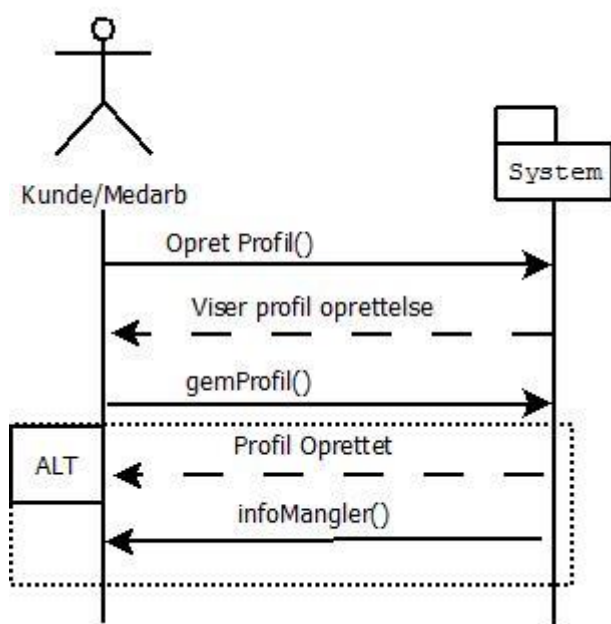 Kunde/Medarb
System
Opret Profil()
Viser profil oprettelse
gemProfil()
ALT
Profil Oprettet
infoMangler()